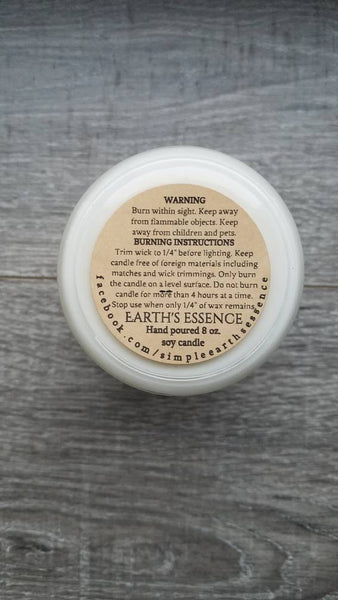 WARNING
Burn within sight. Keep away
from flammable objects. Keep
away from children and pets.
BURNING INSTRUCTIONS
Trim wick to 1/4" before lighting. Keep
candle free of foreign materials including
matches and wick trimmings. Only burn
the candle on a level surface. Do not burn
candle for more than 4 hours at a time.
Stop use when only 1/4" of wax remains.
EARTH'S ESSENCE
Hand poured 8 oz.
soy candle
facebook.com/simpleearthsessence